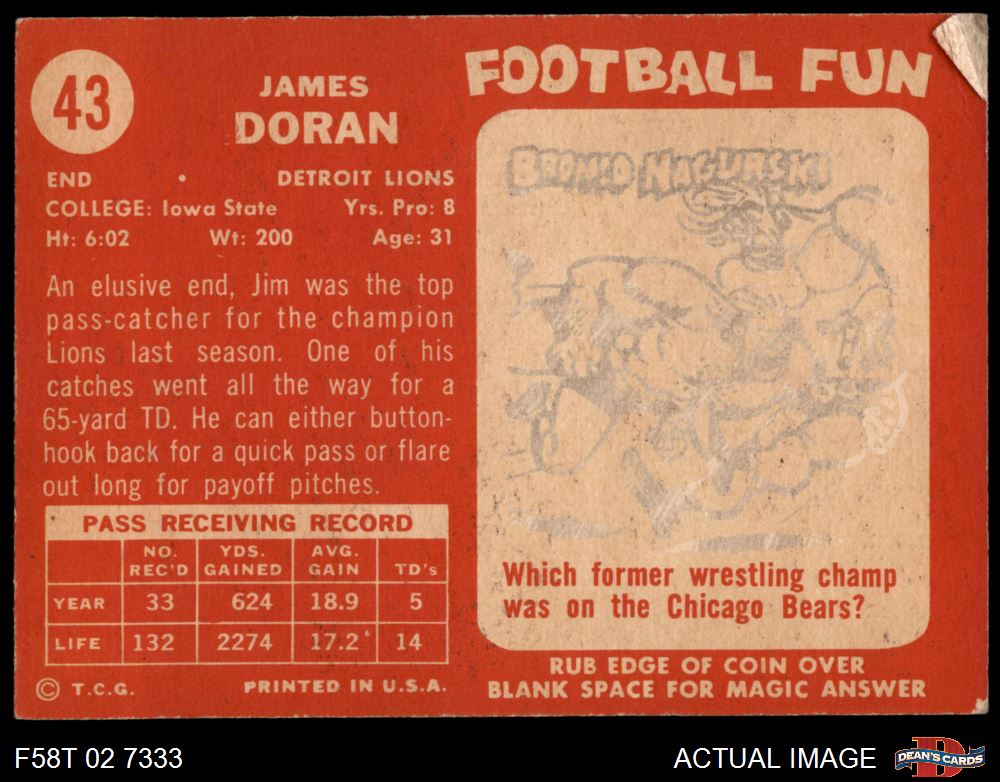 43
JAMES
DORAN
END • DETROIT LIONS
COLLEGE: Iowa State Yrs. Pro: 8
Ht: 6:02 Wt: 200 Age: 31
An elusive end, Jim was the top
pass-catcher for the champion
Lions last season. One of his
catches went all the way for a
65-yard TD. He can either button-
hook back for a quick pass or flare
out long for payoff pitches.
PASS RECEIVING RECORD
NO. REC'D YDS. GAINED AVG. GAIN TD's
YEAR 33 624 18.9 5
LIFE 132 2274 17.2 14
© T.C.G. PRINTED IN U.S.A.
FOOTBALL FUN
BRONKO NAGURSKI
Which former wrestling champ
was on the Chicago Bears?
RUB EDGE OF COIN OVER
BLANK SPACE FOR MAGIC ANSWER
F58T 02 7333
ACTUAL IMAGE
D
DEAN'S CARDS